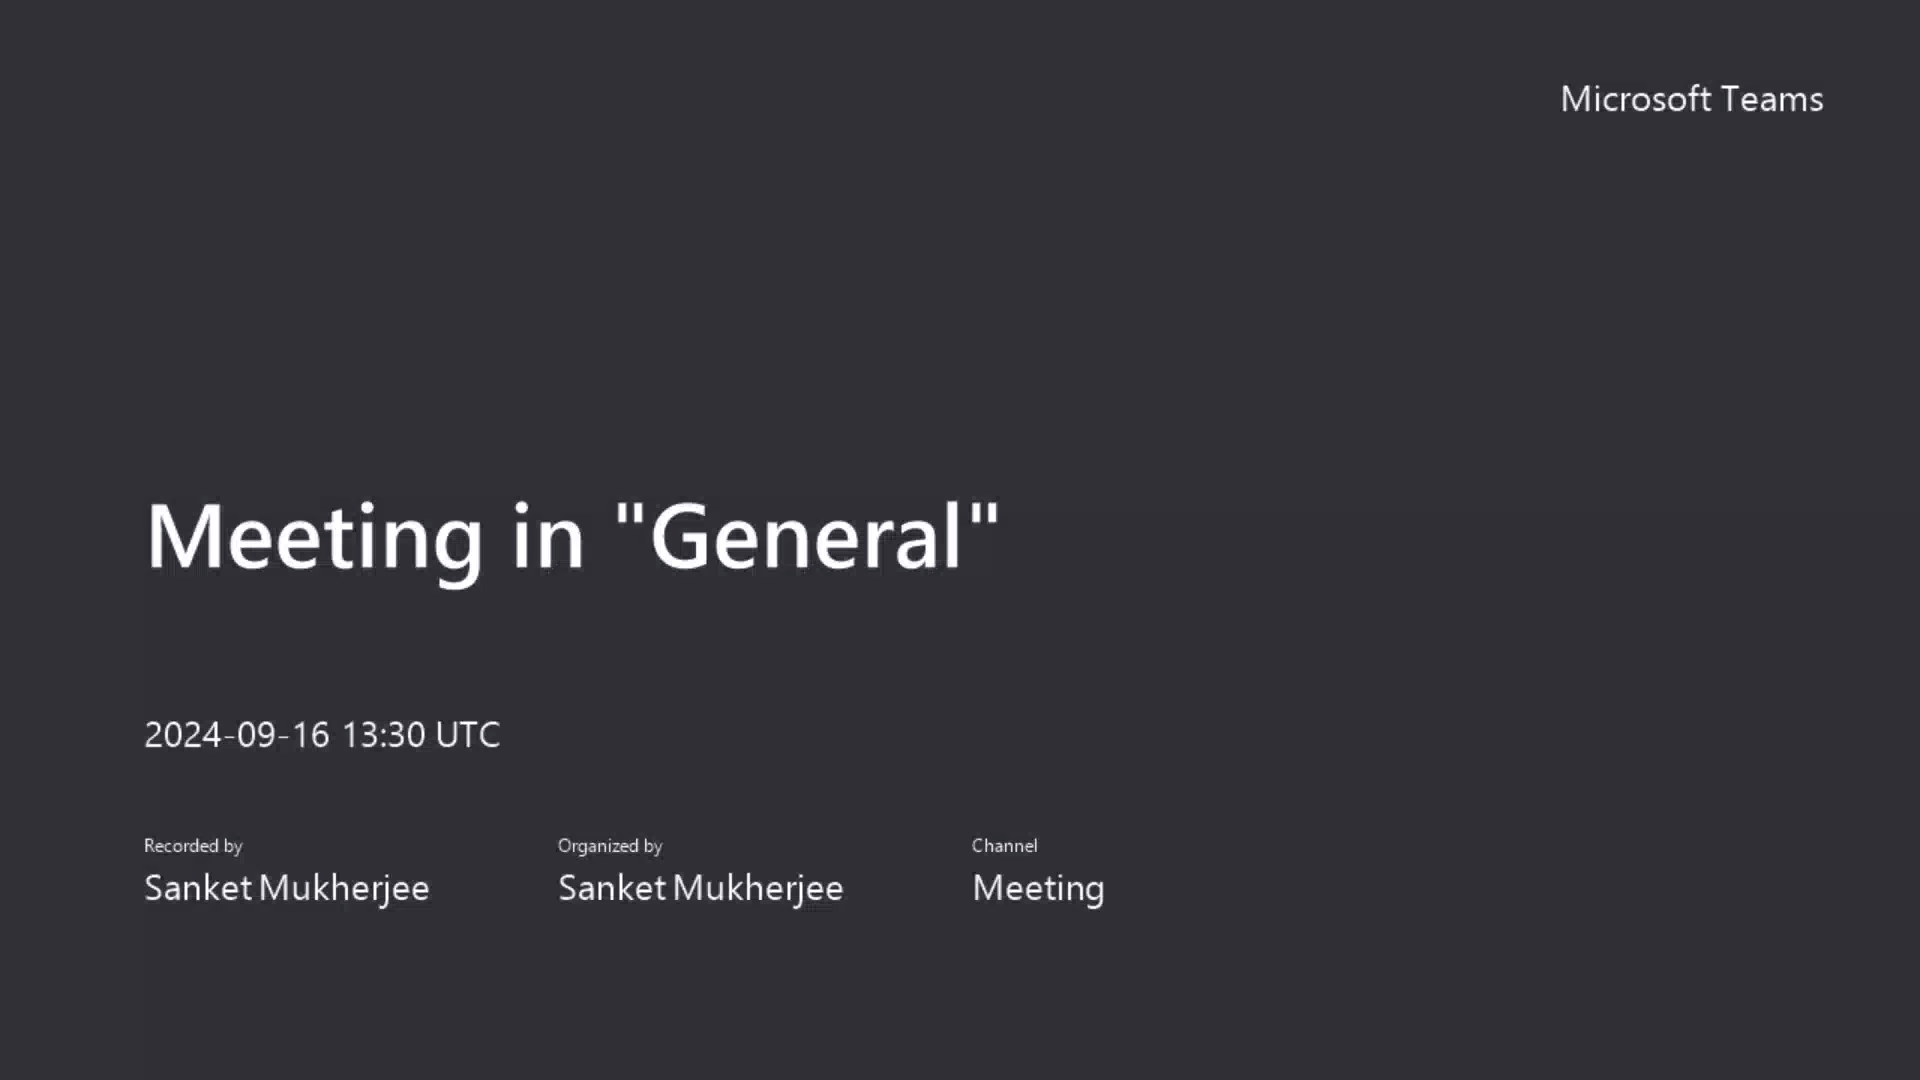 Microsoft Teams
Meeting in "General"
2024-09-16 13:30 UTC
Recorded by
Sanket Mukherjee
Organized by
Sanket Mukherjee
Channel
Meeting